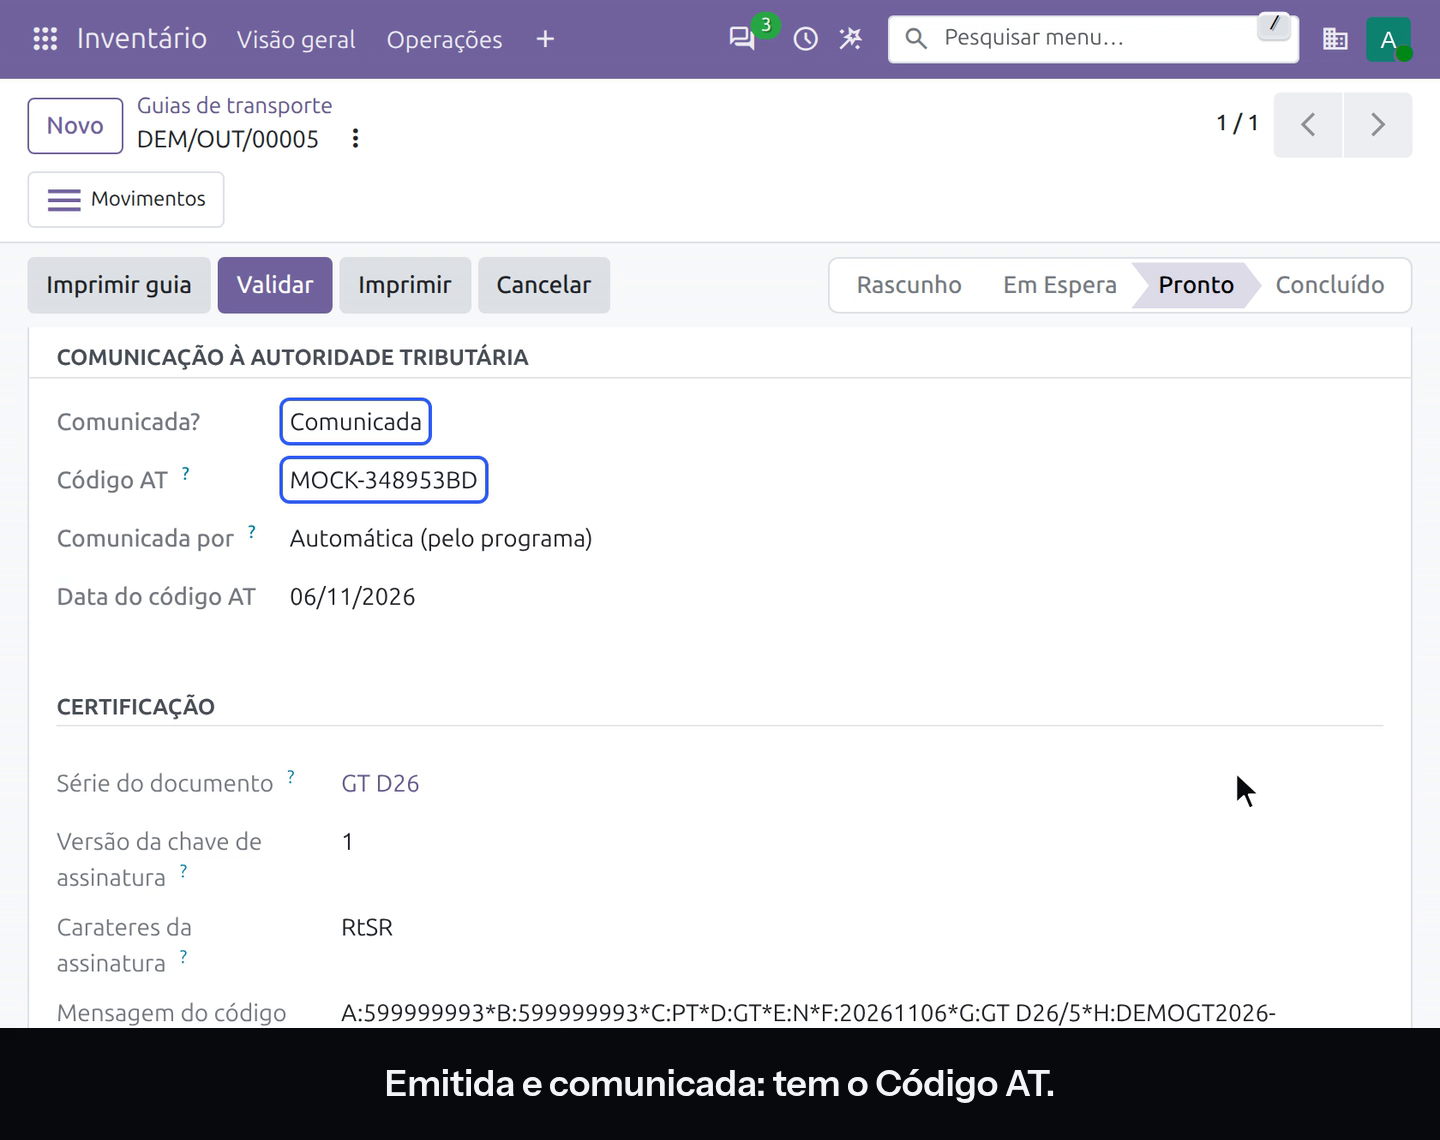 Inventário Visão geral Operações + 3 Pesquisar menu... / A
Novo
Guias de transporte
DEM/OUT/00005
1 / 1
Movimentos
Imprimir guia Validar Imprimir Cancelar Rascunho Em Espera Pronto Concluído
COMUNICAÇÃO À AUTORIDADE TRIBUTÁRIA
Comunicada? Comunicada
Código AT ? MOCK-348953BD
Comunicada por ? Automática (pelo programa)
Data do código AT 06/11/2026
CERTIFICAÇÃO
Série do documento ? GT D26
Versão da chave de 1
assinatura ?
Carateres da RtSR
assinatura ?
Mensagem do código A:599999993*B:599999993*C:PT*D:GT*E:N*F:20261106*G:GT D26/5*H:DEMOGT2026-
Emitida e comunicada: tem o Código AT.